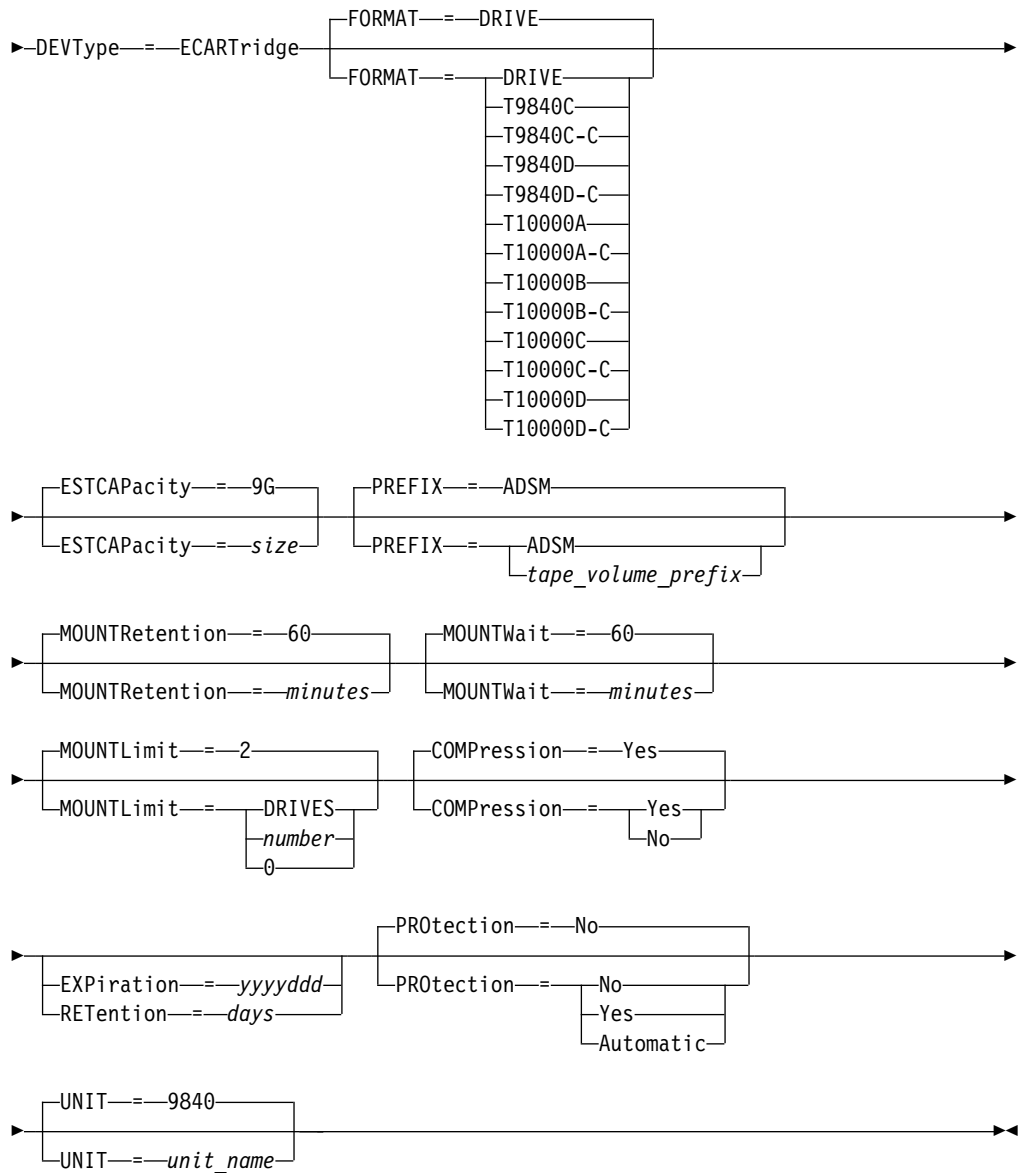 FORMAT = DRIVE
DEVType = ECARTridge
FORMAT = DRIVE
T9840C
T9840C-C
T9840D
T9840D-C
T10000A
T10000A-C
T10000B
T10000B-C
T10000C
T10000C-C
T10000D
T10000D-C
ESTCAPacity = 9G PREFIX = ADSM
ESTCAPacity = size PREFIX = ADSM
tape_volume_prefix
MOUNTRetention = 60 MOUNTWait = 60
MOUNTRetention = minutes MOUNTWait = minutes
MOUNTLimit = 2 COMPression = Yes
MOUNTLimit = DRIVES COMPression = Yes
number No
0
PROtection = No
EXPiration = yyyyddd PROtection = No
RETention = days Yes
Automatic
UNIT = 9840
UNIT = unit_name